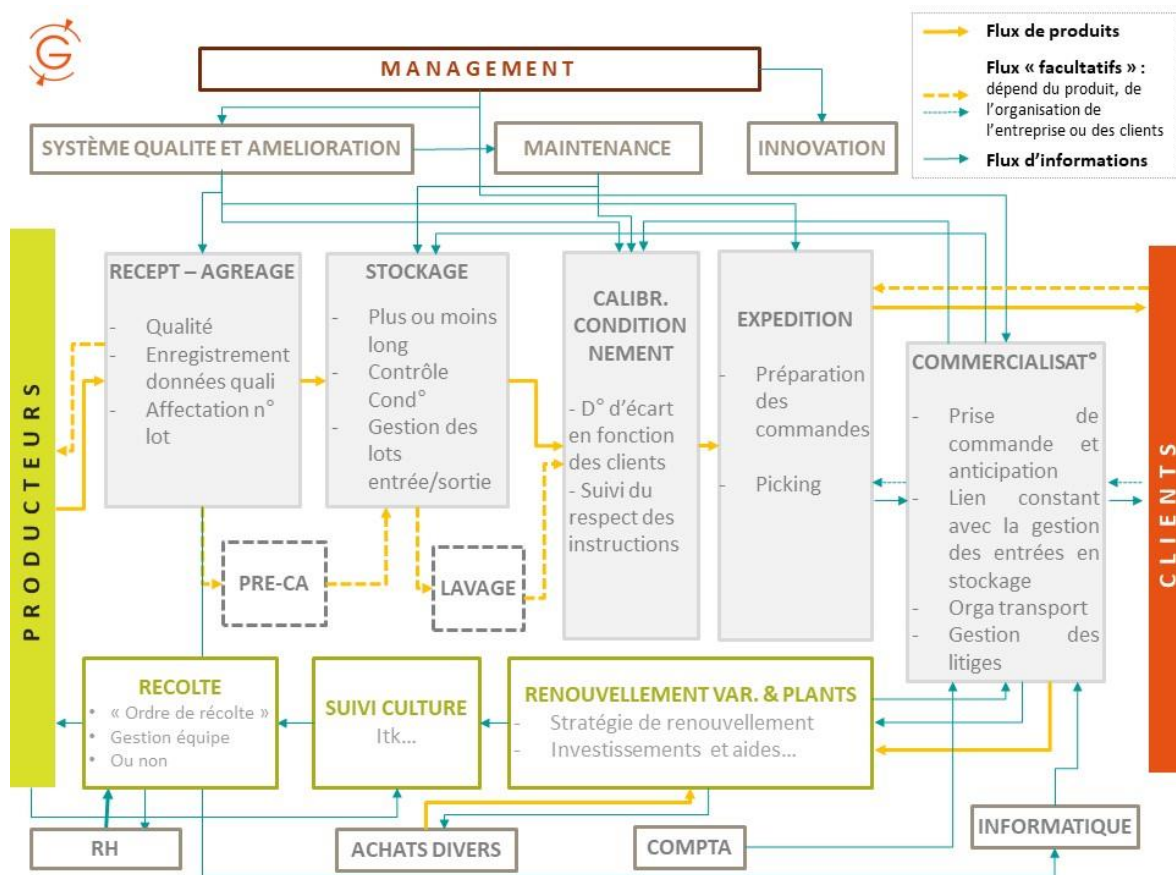 G
Flux de produits
Flux « facultatifs » :
dépend du produit, de
l'organisation de
l'entreprise ou des clients
Flux d'informations
MANAGEMENT
SYSTÈME QUALITE ET AMELIORATION
MAINTENANCE
INNOVATION
PRODUCTEURS
RECEPT – AGREAGE
- Qualité
- Enregistrement
données quali
- Affectation n°
lot
STOCKAGE
- Plus ou moins
long
- Contrôle
Cond°
- Gestion des
lots
entrée/sortie
CALIBR.
CONDITION
NEMENT
- D° d'écart
en fonction
des clients
- Suivi du
respect des
instructions
EXPEDITION
- Préparation
des
commandes
- Picking
COMMERCIALISAT°
- Prise de
commande et
anticipation
- Lien constant
avec la gestion
des entrées en
stockage
- Orga transport
- Gestion des
litiges
CLIENTS
PRE-CA
LAVAGE
RECOLTE
• « Ordre de récolte »
• Gestion équipe
• Ou non
SUIVI CULTURE
Itk...
RENOUVELLEMENT VAR. & PLANTS
- Stratégie de renouvellement
- Investissements et aides...
RH
ACHATS DIVERS
COMPTA
INFORMATIQUE